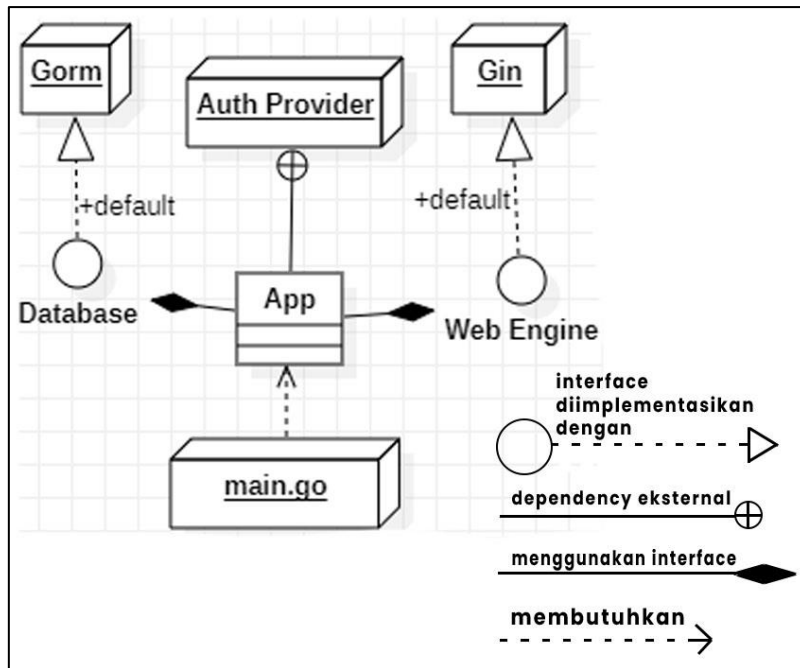 Gorm
Auth Provider
Gin
+default
+default
Database
App
Web Engine
main.go
interface
diimplementasikan
dengan
dependency eksternal
menggunakan interface
membutuhkan